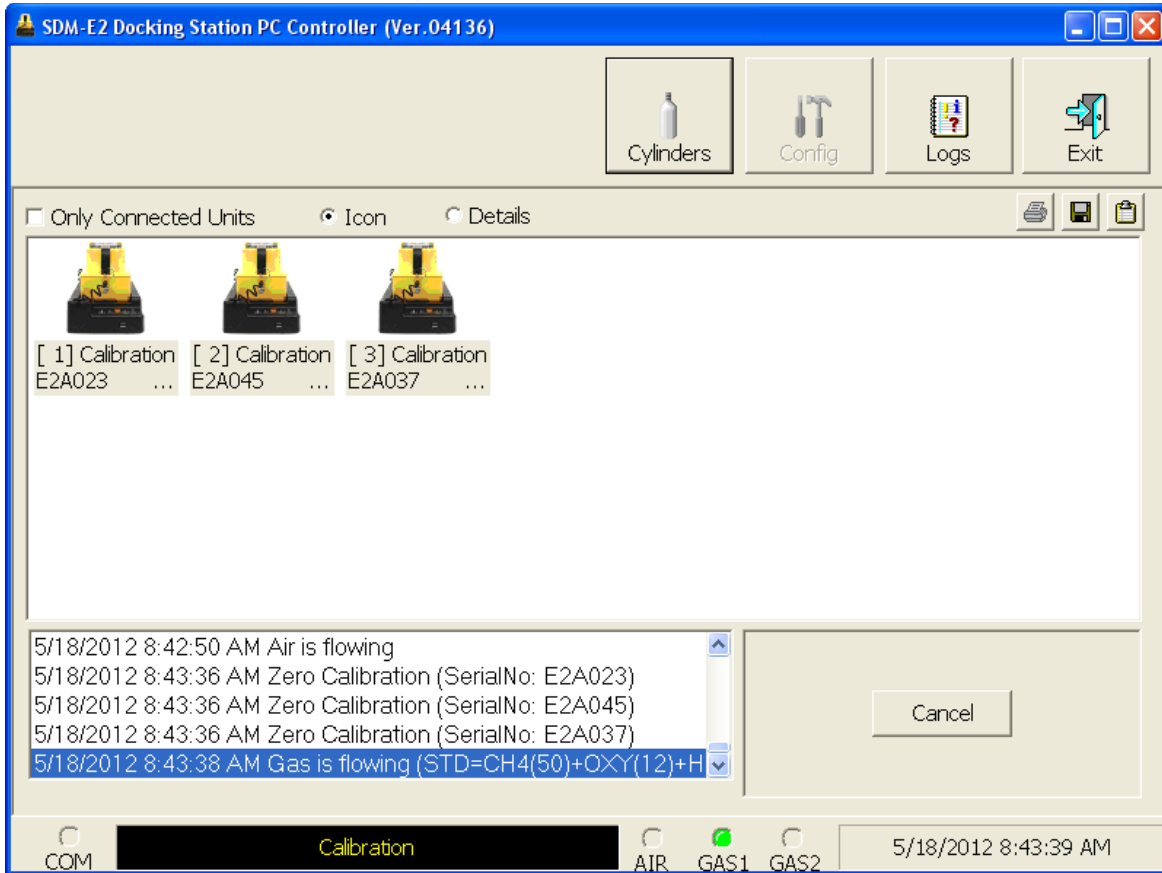 SDM-E2 Docking Station PC Controller (Ver.04136)
Cylinders Config Logs Exit
Only Connected Units Icon Details
[ 1] Calibration [ 2] Calibration [ 3] Calibration
E2A023 ... E2A045 ... E2A037 ...
5/18/2012 8:42:50 AM Air is flowing
5/18/2012 8:43:36 AM Zero Calibration (SerialNo: E2A023)
5/18/2012 8:43:36 AM Zero Calibration (SerialNo: E2A045)
5/18/2012 8:43:36 AM Zero Calibration (SerialNo: E2A037)
5/18/2012 8:43:38 AM Gas is flowing (STD=CH4(50)+OXY(12)+H
Cancel
COM Calibration AIR GAS1 GAS2 5/18/2012 8:43:39 AM